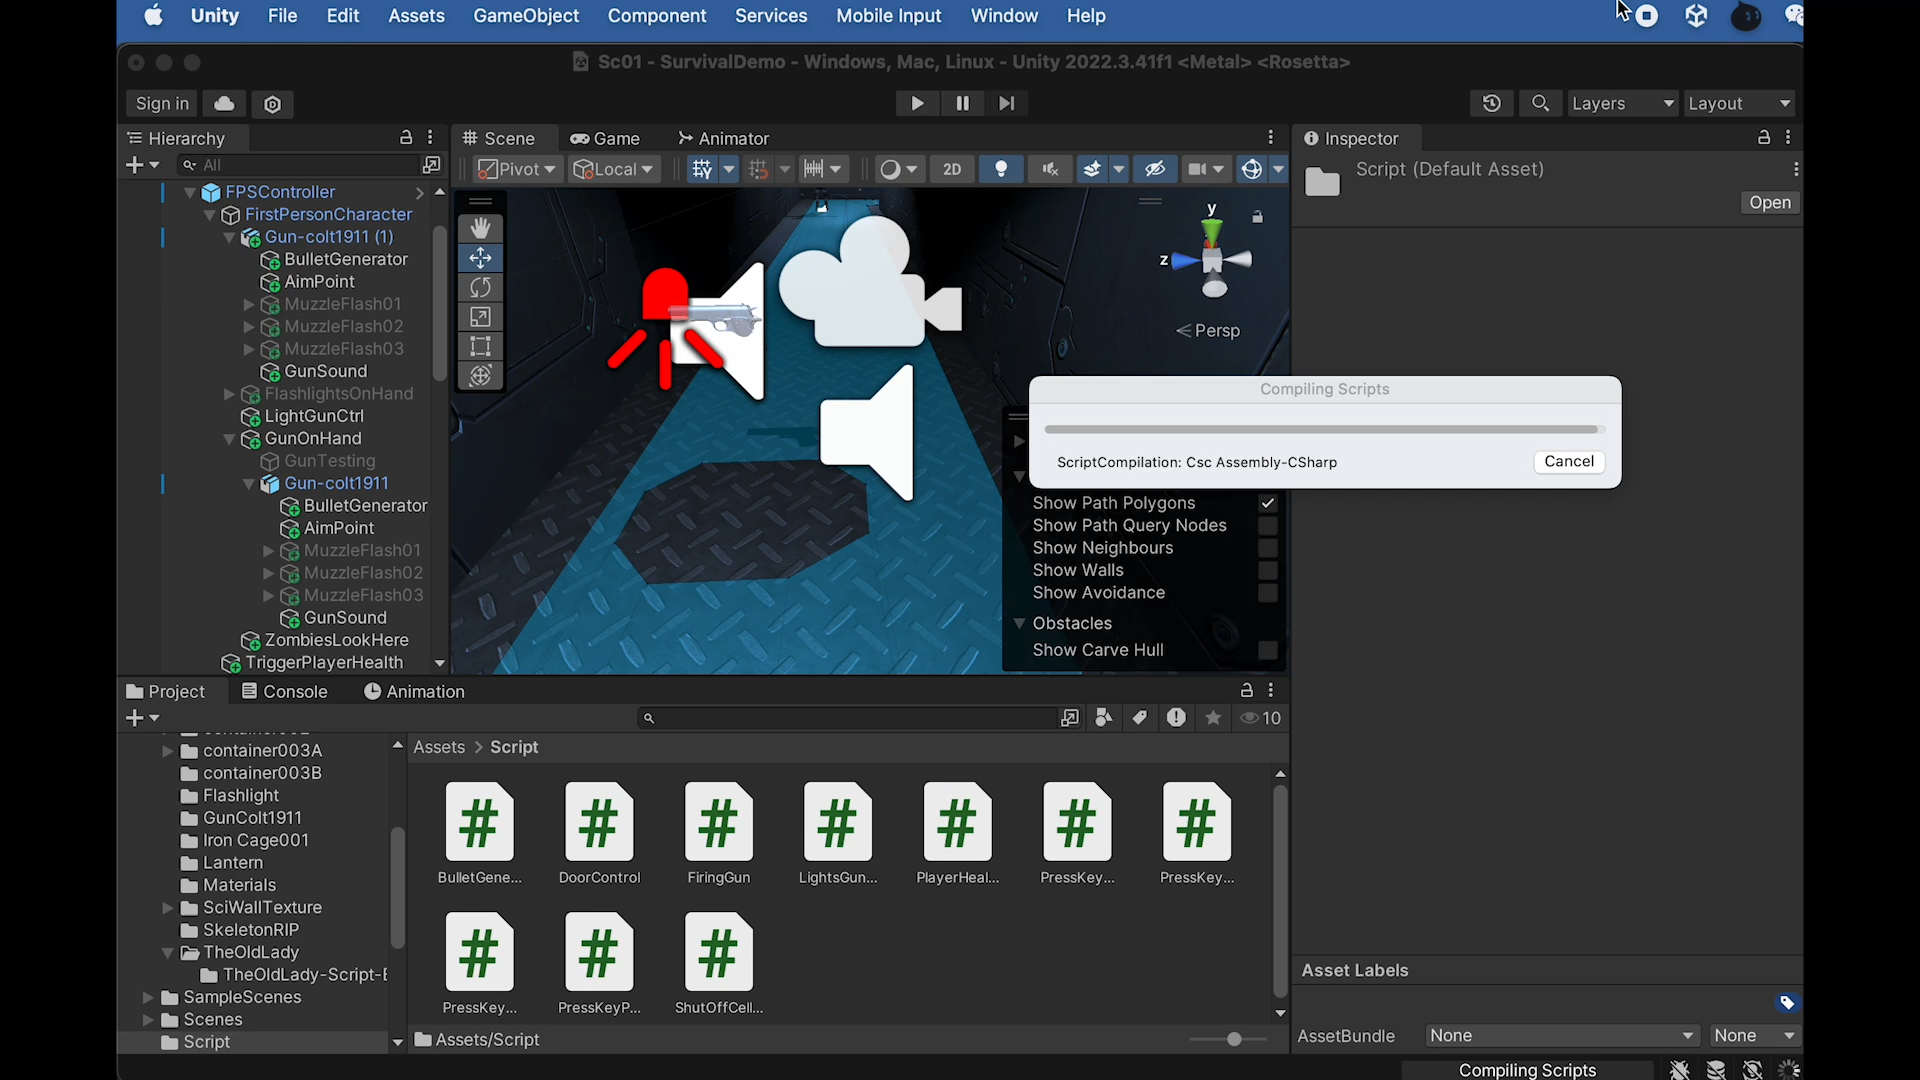 Unity File Edit Assets GameObject Component Services Mobile Input Window Help
Sc01 - SurvivalDemo - Windows, Mac, Linux - Unity 2022.3.41f1 <Metal> <Rosetta>
Sign in
Layers
Layout
Hierarchy
Scene
Game
Animator
Inspector
All
Pivot
Local
2D
Script (Default Asset)
Open
FPSController
FirstPersonCharacter
Gun-colt1911 (1)
BulletGenerator
AimPoint
MuzzleFlash01
MuzzleFlash02
MuzzleFlash03
GunSound
FlashlightsOnHand
LightGunCtrl
GunOnHand
GunTesting
Gun-colt1911
BulletGenerator
AimPoint
MuzzleFlash01
MuzzleFlash02
MuzzleFlash03
GunSound
ZombiesLookHere
TriggerPlayerHealth
y
z
Persp
Compiling Scripts
ScriptCompilation: Csc Assembly-CSharp
Cancel
Show Path Polygons
Show Path Query Nodes
Show Neighbours
Show Walls
Show Avoidance
Obstacles
Show Carve Hull
Project
Console
Animation
10
container003A
container003B
Flashlight
GunColt1911
Iron Cage001
Lantern
Materials
SciWallTexture
SkeletonRIP
TheOldLady
TheOldLady-Script-E
SampleScenes
Scenes
Script
Assets > Script
BulletGene...
DoorControl
FiringGun
LightsGun...
PlayerHeal...
PressKey...
PressKey...
PressKey...
PressKeyP...
ShutOffCell...
Assets/Script
Asset Labels
AssetBundle
None
None
Compiling Scripts